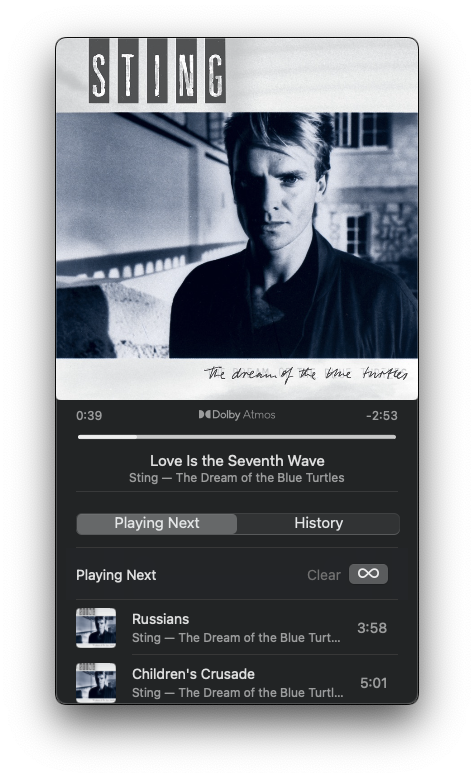 STING
the dream of the blue turtles
0:39
Dolby Atmos
-2:53
Love Is the Seventh Wave
Sting — The Dream of the Blue Turtles
Playing Next
History
Playing Next
Clear
Russians
Sting — The Dream of the Blue Turt...
3:58
Children's Crusade
Sting — The Dream of the Blue Turtl...
5:01